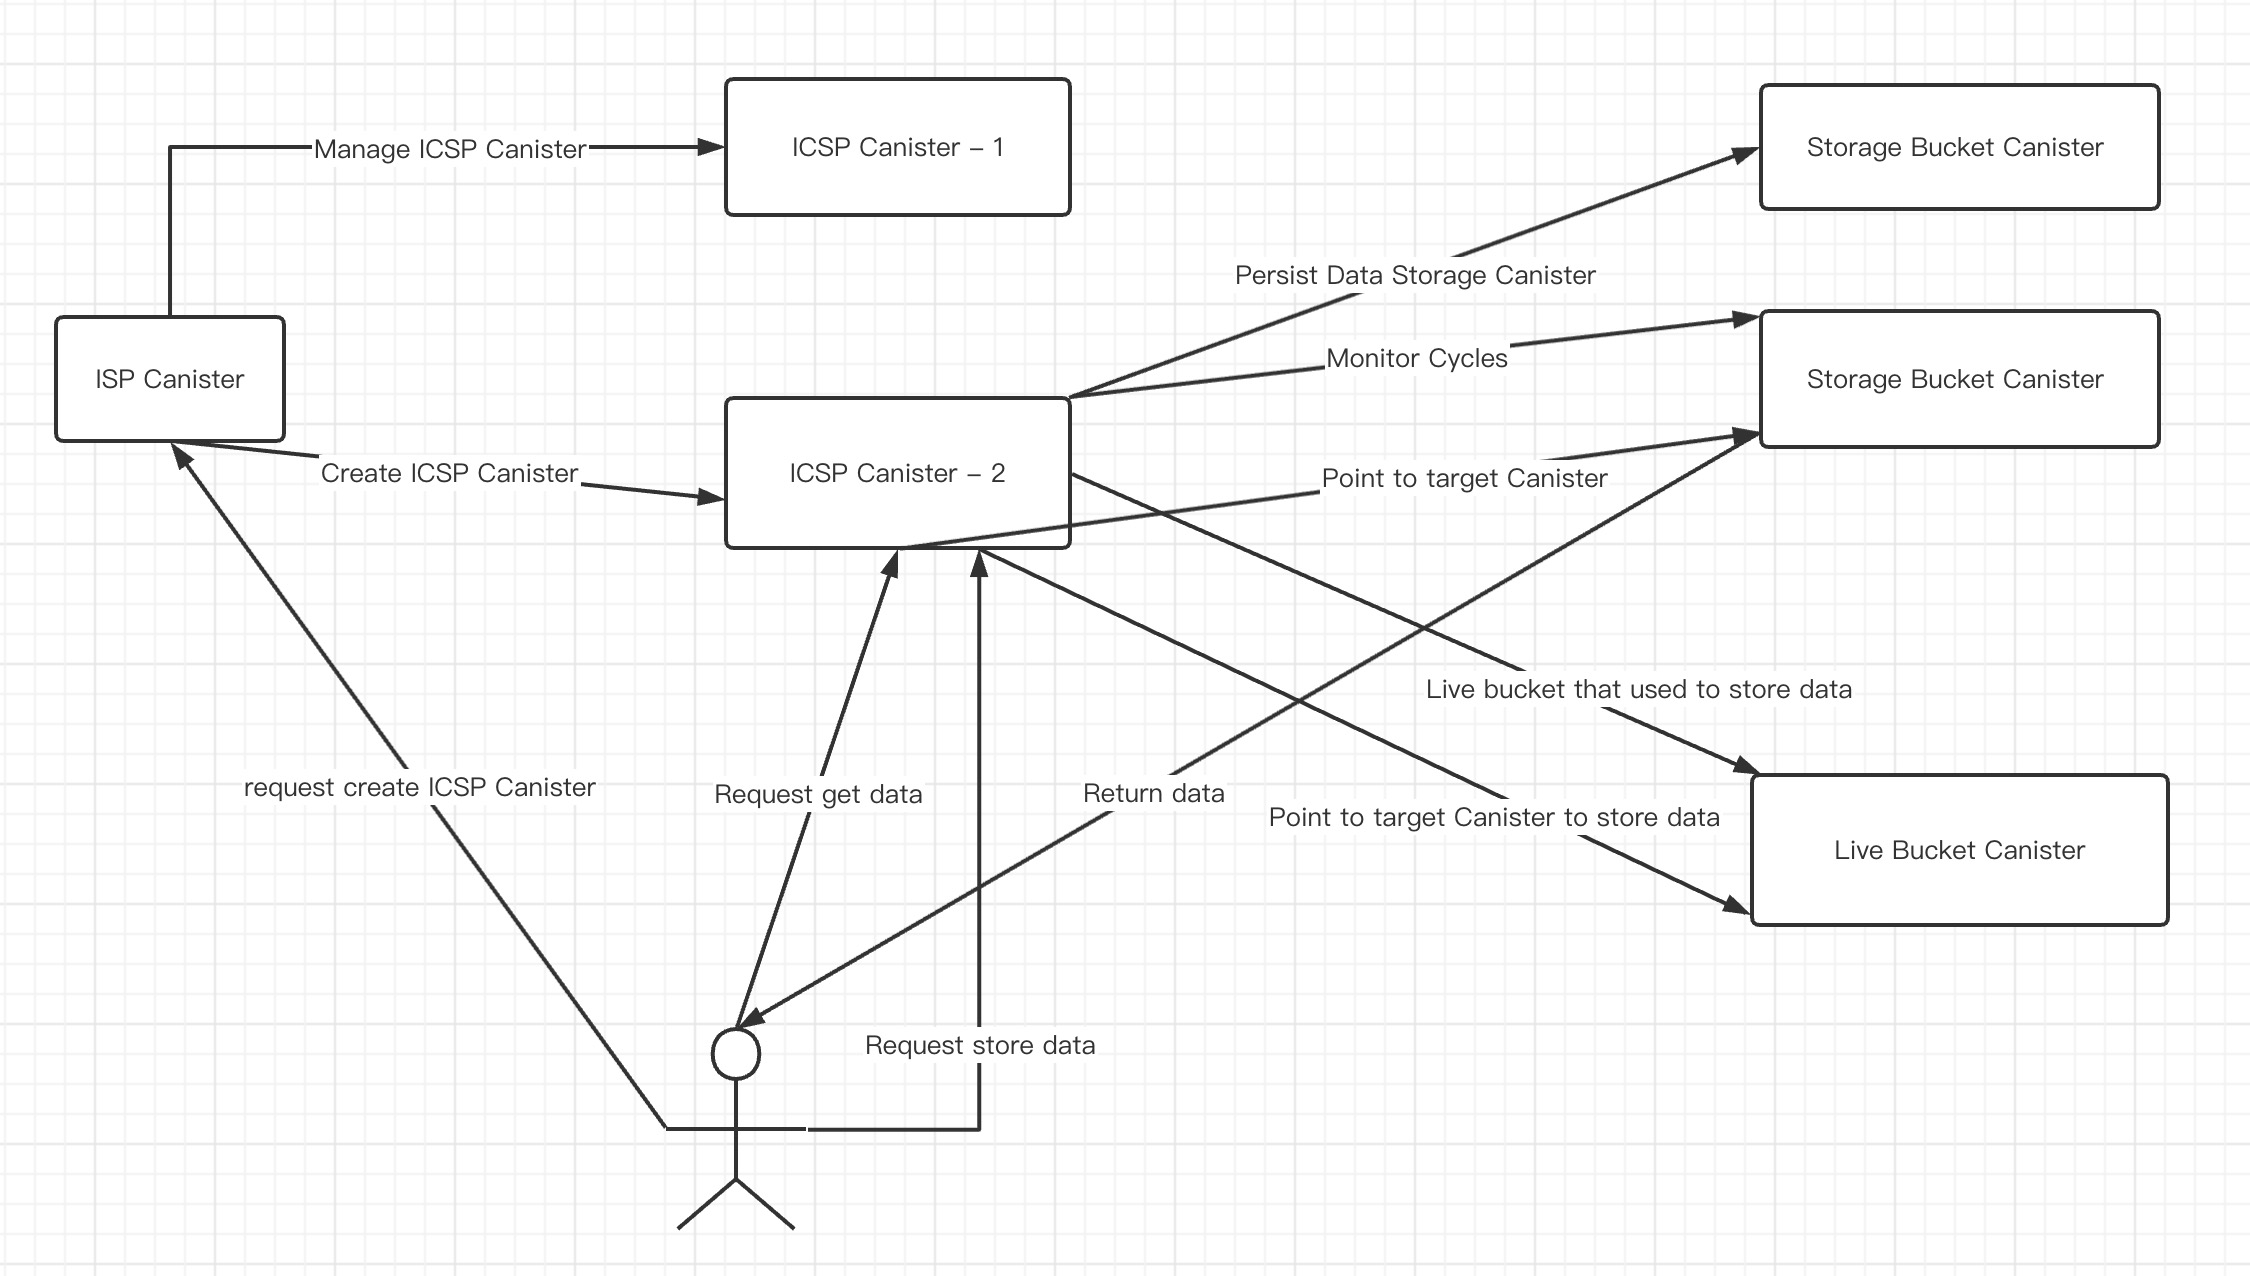 Manage ICSP Canister
ICSP Canister – 1
Storage Bucket Canister
Persist Data Storage Canister
Monitor Cycles
ISP Canister
Storage Bucket Canister
Create ICSP Canister
ICSP Canister – 2
Point to target Canister
Live bucket that used to store data
request create ICSP Canister
Request get data
Return data
Point to target Canister to store data
Live Bucket Canister
Request store data